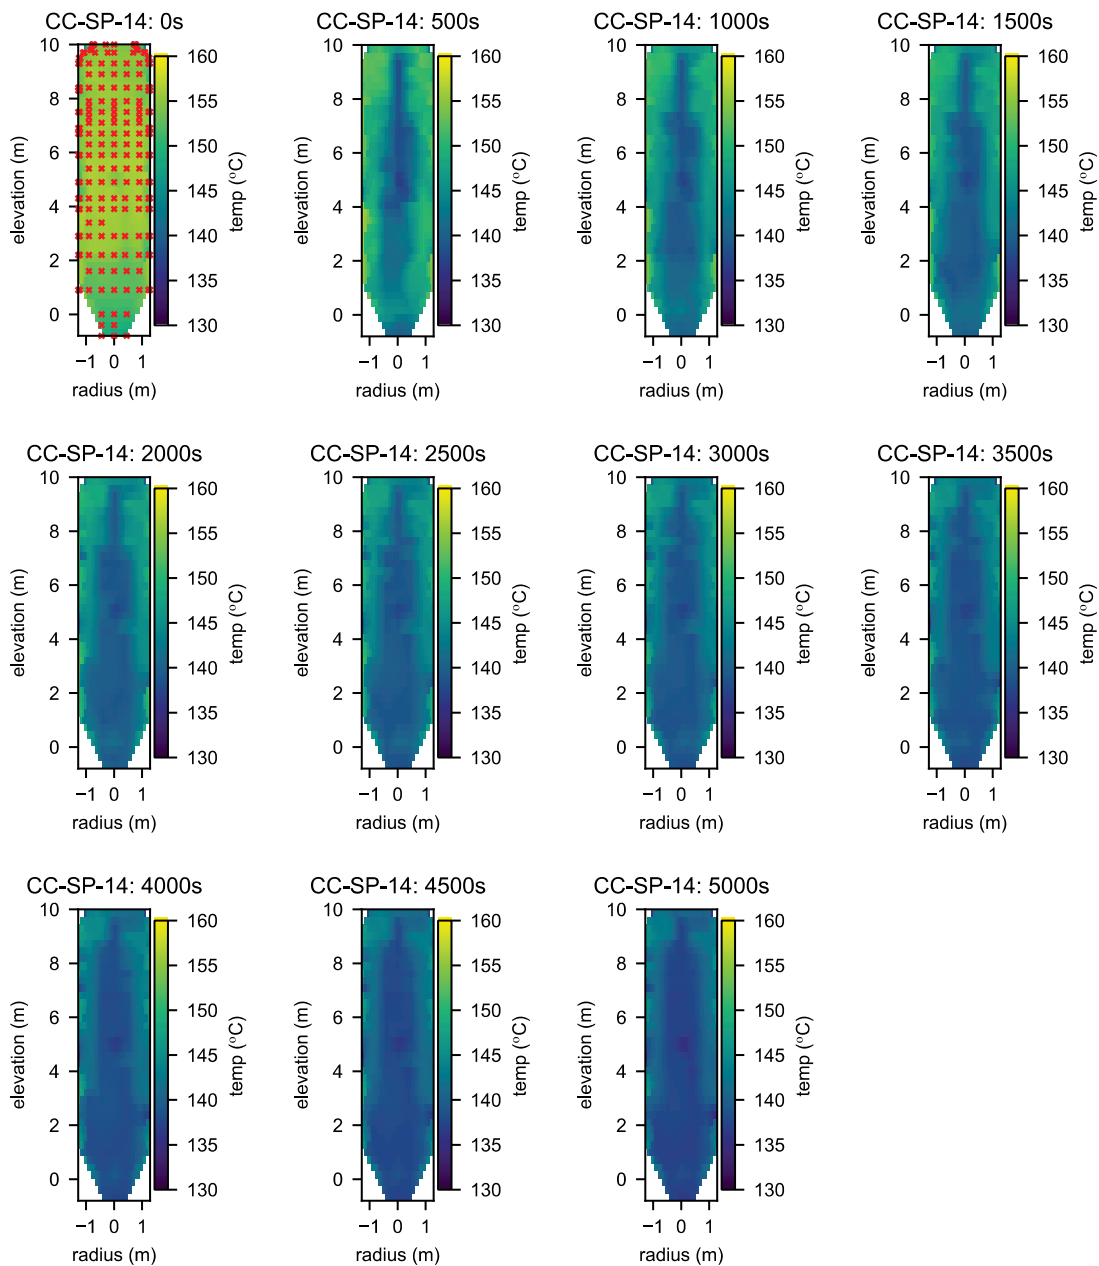 CC-SP-14: 0s
10
8
6
4
2
0
elevation (m)
−1 0 1
radius (m)
160
155
150
145
140
135
130
temp (°C)
CC-SP-14: 500s
10
8
6
4
2
0
elevation (m)
−1 0 1
radius (m)
160
155
150
145
140
135
130
temp (°C)
CC-SP-14: 1000s
10
8
6
4
2
0
elevation (m)
−1 0 1
radius (m)
160
155
150
145
140
135
130
temp (°C)
CC-SP-14: 1500s
10
8
6
4
2
0
elevation (m)
−1 0 1
radius (m)
160
155
150
145
140
135
130
temp (°C)
CC-SP-14: 2000s
10
8
6
4
2
0
elevation (m)
−1 0 1
radius (m)
160
155
150
145
140
135
130
temp (°C)
CC-SP-14: 2500s
10
8
6
4
2
0
elevation (m)
−1 0 1
radius (m)
160
155
150
145
140
135
130
temp (°C)
CC-SP-14: 3000s
10
8
6
4
2
0
elevation (m)
−1 0 1
radius (m)
160
155
150
145
140
135
130
temp (°C)
CC-SP-14: 3500s
10
8
6
4
2
0
elevation (m)
−1 0 1
radius (m)
160
155
150
145
140
135
130
temp (°C)
CC-SP-14: 4000s
10
8
6
4
2
0
elevation (m)
−1 0 1
radius (m)
160
155
150
145
140
135
130
temp (°C)
CC-SP-14: 4500s
10
8
6
4
2
0
elevation (m)
−1 0 1
radius (m)
160
155
150
145
140
135
130
temp (°C)
CC-SP-14: 5000s
10
8
6
4
2
0
elevation (m)
−1 0 1
radius (m)
160
155
150
145
140
135
130
temp (°C)